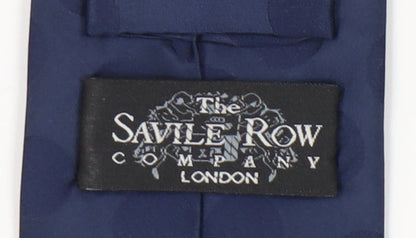 The
SAVILE ROW
COMPANY
LONDON